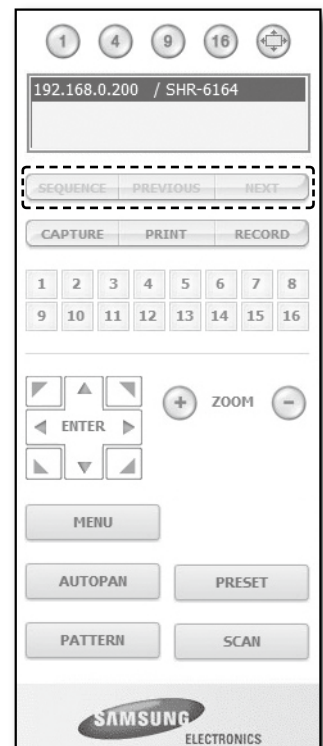 1 4 9 16
192.168.0.200 / SHR-6164
SEQUENCE PREVIOUS NEXT
CAPTURE PRINT RECORD
1 2 3 4 5 6 7 8
9 10 11 12 13 14 15 16
ENTER + ZOOM -
MENU
AUTOPAN PRESET
PATTERN SCAN
SAMSUNG
ELECTRONICS